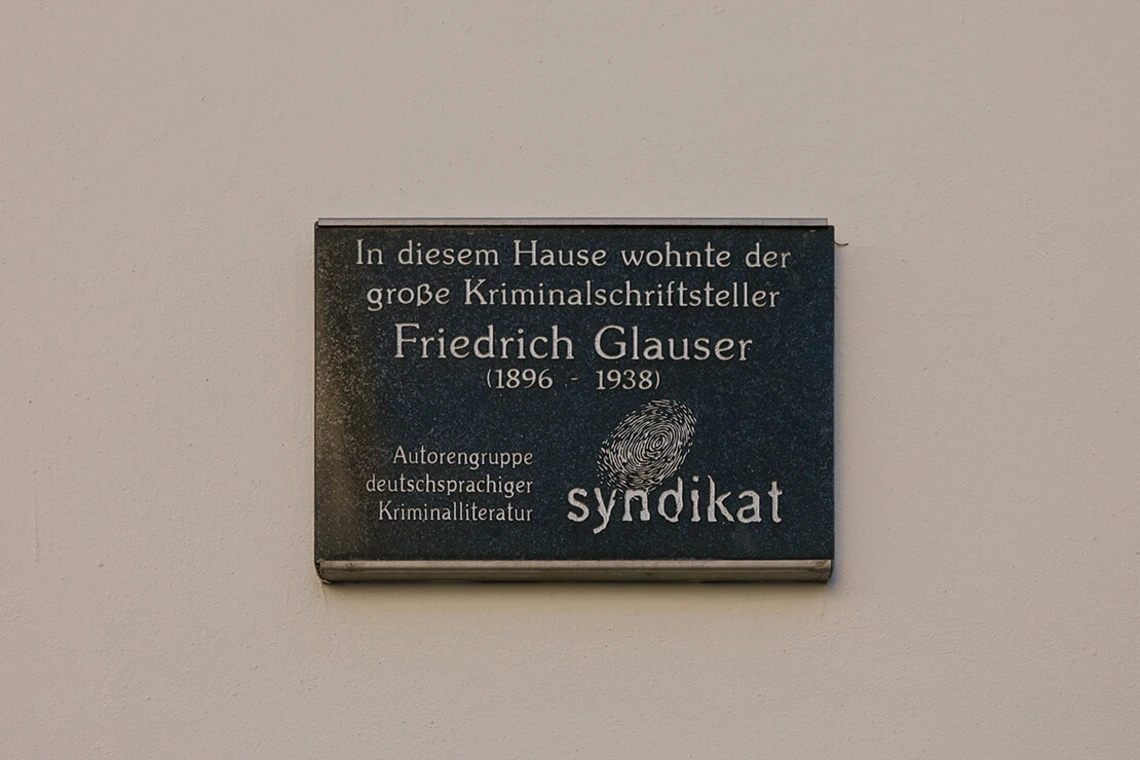 In diesem Hause wohnte der
große Kriminalschriftsteller
Friedrich Glauser
(1896 - 1938)
Autorengruppe
deutschsprachiger
Kriminalliteratur
syndikat